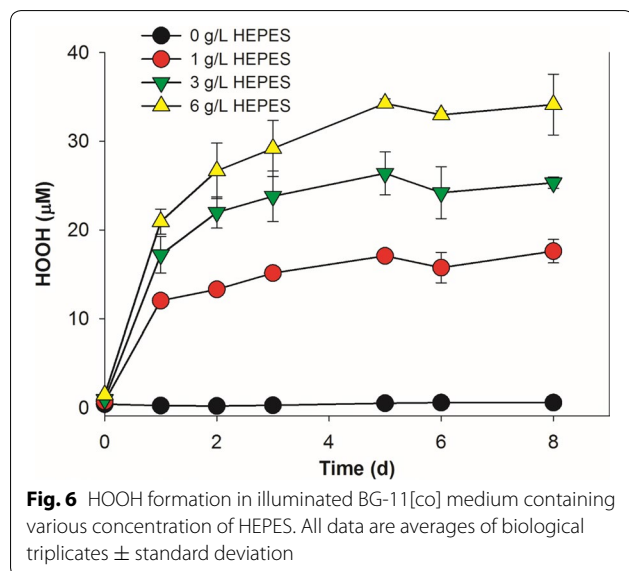 0 g/L HEPES
1 g/L HEPES
3 g/L HEPES
6 g/L HEPES
40
30
20
10
0
HOOH (µM)
0 2 4 6 8
Time (d)
Fig. 6 HOOH formation in illuminated BG-11[co] medium containing
various concentration of HEPES. All data are averages of biological
triplicates ± standard deviation